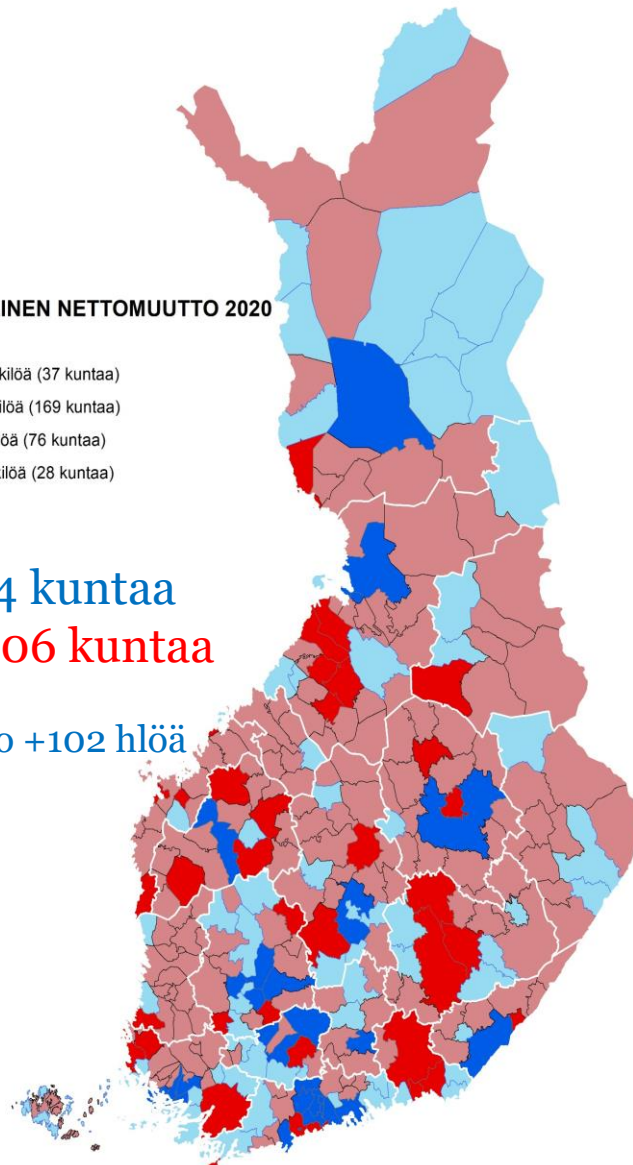 INEN NETTOMUUTTO 2020
kilöä (37 kuntaa)
ilöä (169 kuntaa)
öä (76 kuntaa)
kilöä (28 kuntaa)
4 kuntaa
06 kuntaa
o +102 hlöä